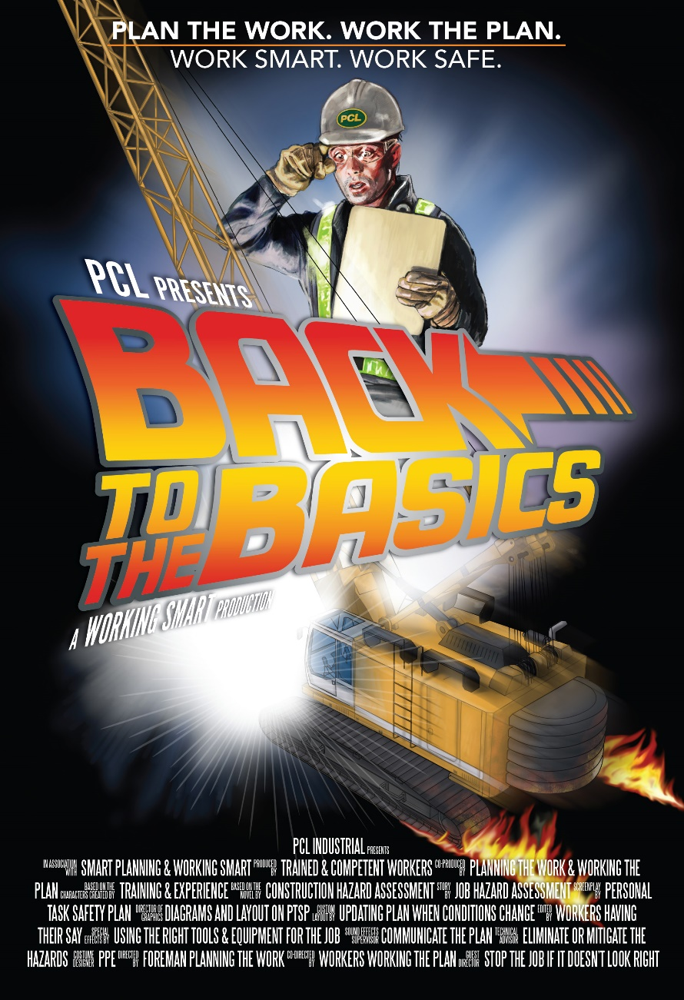 PLAN THE WORK. WORK THE PLAN.
WORK SMART. WORK SAFE.
PCL
PCL PRESENTS
BACK
TO THE BASICS
A WORKING SMART PRODUCTION
PCL INDUSTRIAL PRESENTS
IN ASSOCIATION WITH SMART PLANNING & WORKING SMART PRODUCED BY TRAINED & COMPETENT WORKERS CO-PRODUCED BY PLANNING THE WORK & WORKING THE
PLAN BASED ON THE CHARACTERS CREATED BY TRAINING & EXPERIENCE BASED ON THE NOVEL BY CONSTRUCTION HAZARD ASSESSMENT STORY BY JOB HAZARD ASSESSMENT SCREENPLAY BY PERSONAL
TASK SAFETY PLAN DIRECTOR OF GRAPHICS DIAGRAMS AND LAYOUT ON PTSP CUSTOM LAYOUT BY UPDATING PLAN WHEN CONDITIONS CHANGE EDITED BY WORKERS HAVING
THEIR SAY SPECIAL EFFECTS BY USING THE RIGHT TOOLS & EQUIPMENT FOR THE JOB SOUND EFFECTS SUPERVISOR COMMUNICATE THE PLAN TECHNICAL ADVISOR ELIMINATE OR MITIGATE THE
HAZARDS COSTUME DESIGNER PPE DIRECTED BY FOREMAN PLANNING THE WORK CO-DIRECTED BY WORKERS WORKING THE PLAN GUEST DIRECTOR STOP THE JOB IF IT DOESN'T LOOK RIGHT